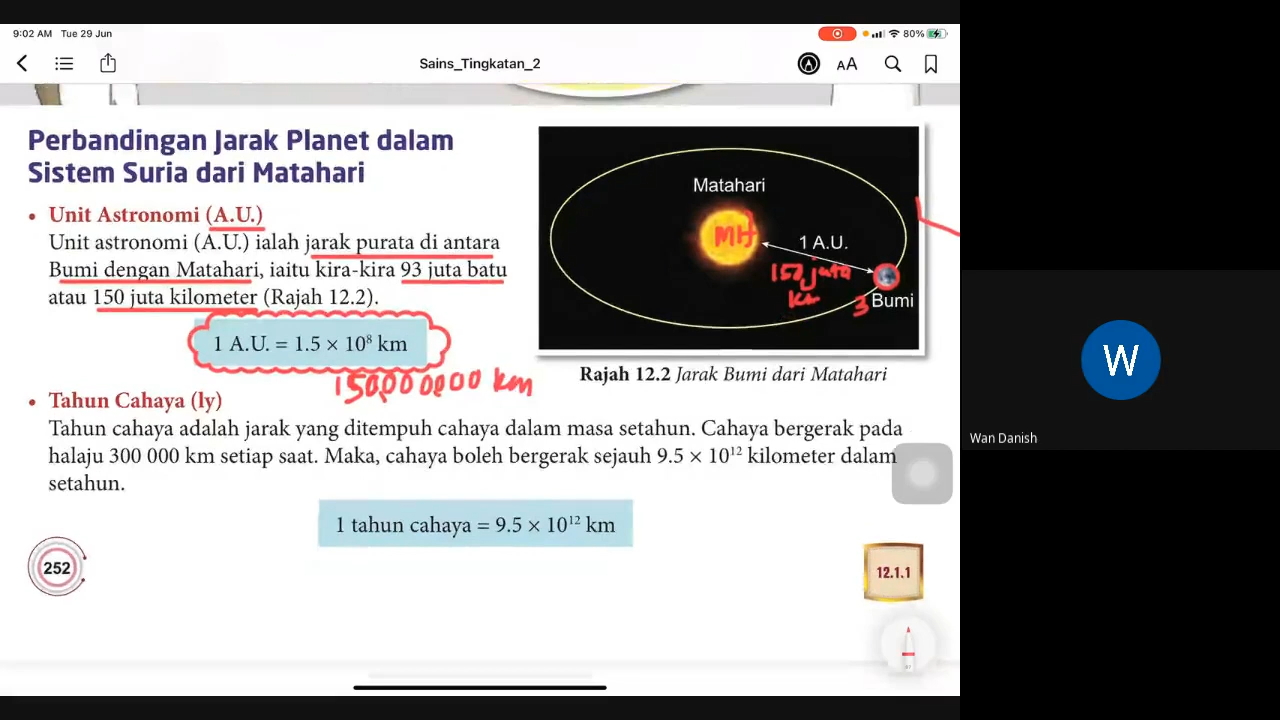 9:02 AM Tue 29 Jun
80%
Sains_Tingkatan_2
AA
Perbandingan Jarak Planet dalam
Sistem Suria dari Matahari
• Unit Astronomi (A.U.)
Unit astronomi (A.U.) ialah jarak purata di antara
Bumi dengan Matahari, iaitu kira-kira 93 juta batu
atau 150 juta kilometer (Rajah 12.2).
1 A.U. = 1.5 × 10⁸ km
150,000,000 km
Matahari
MH
1 A.U.
150 juta
km
3
Bumi
Rajah 12.2 Jarak Bumi dari Matahari
• Tahun Cahaya (ly)
Tahun cahaya adalah jarak yang ditempuh cahaya dalam masa setahun. Cahaya bergerak pada
halaju 300 000 km setiap saat. Maka, cahaya boleh bergerak sejauh 9.5 × 10¹² kilometer dalam
setahun.
1 tahun cahaya = 9.5 × 10¹² km
252
12.1.1
W
Wan Danish